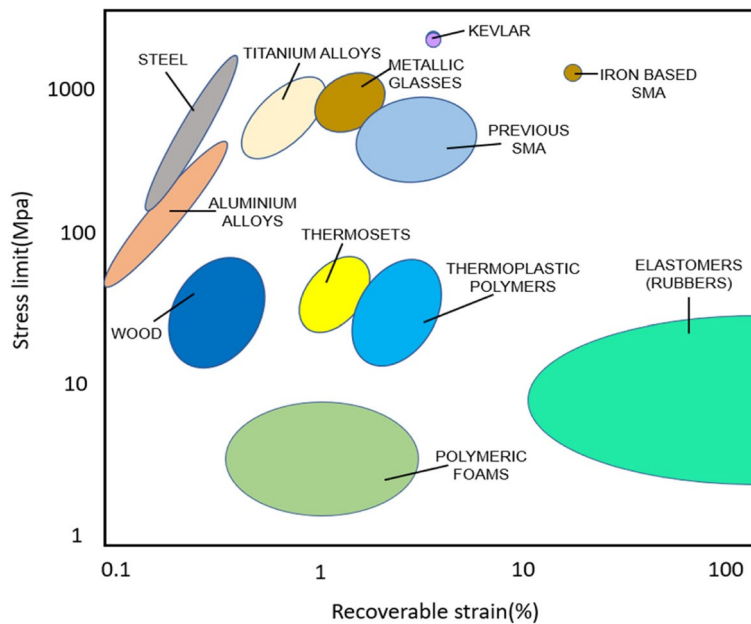 KEVLAR
STEEL
TITANIUM ALLOYS
METALLIC
GLASSES
IRON BASED
SMA
1000
PREVIOUS
SMA
ALUMINIUM
ALLOYS
100
THERMOSETS
THERMOPLASTIC
POLYMERS
ELASTOMERS
(RUBBERS)
WOOD
10
POLYMERIC
FOAMS
1
Stress limit(Mpa)
0.1
1
10
100
Recoverable strain(%)